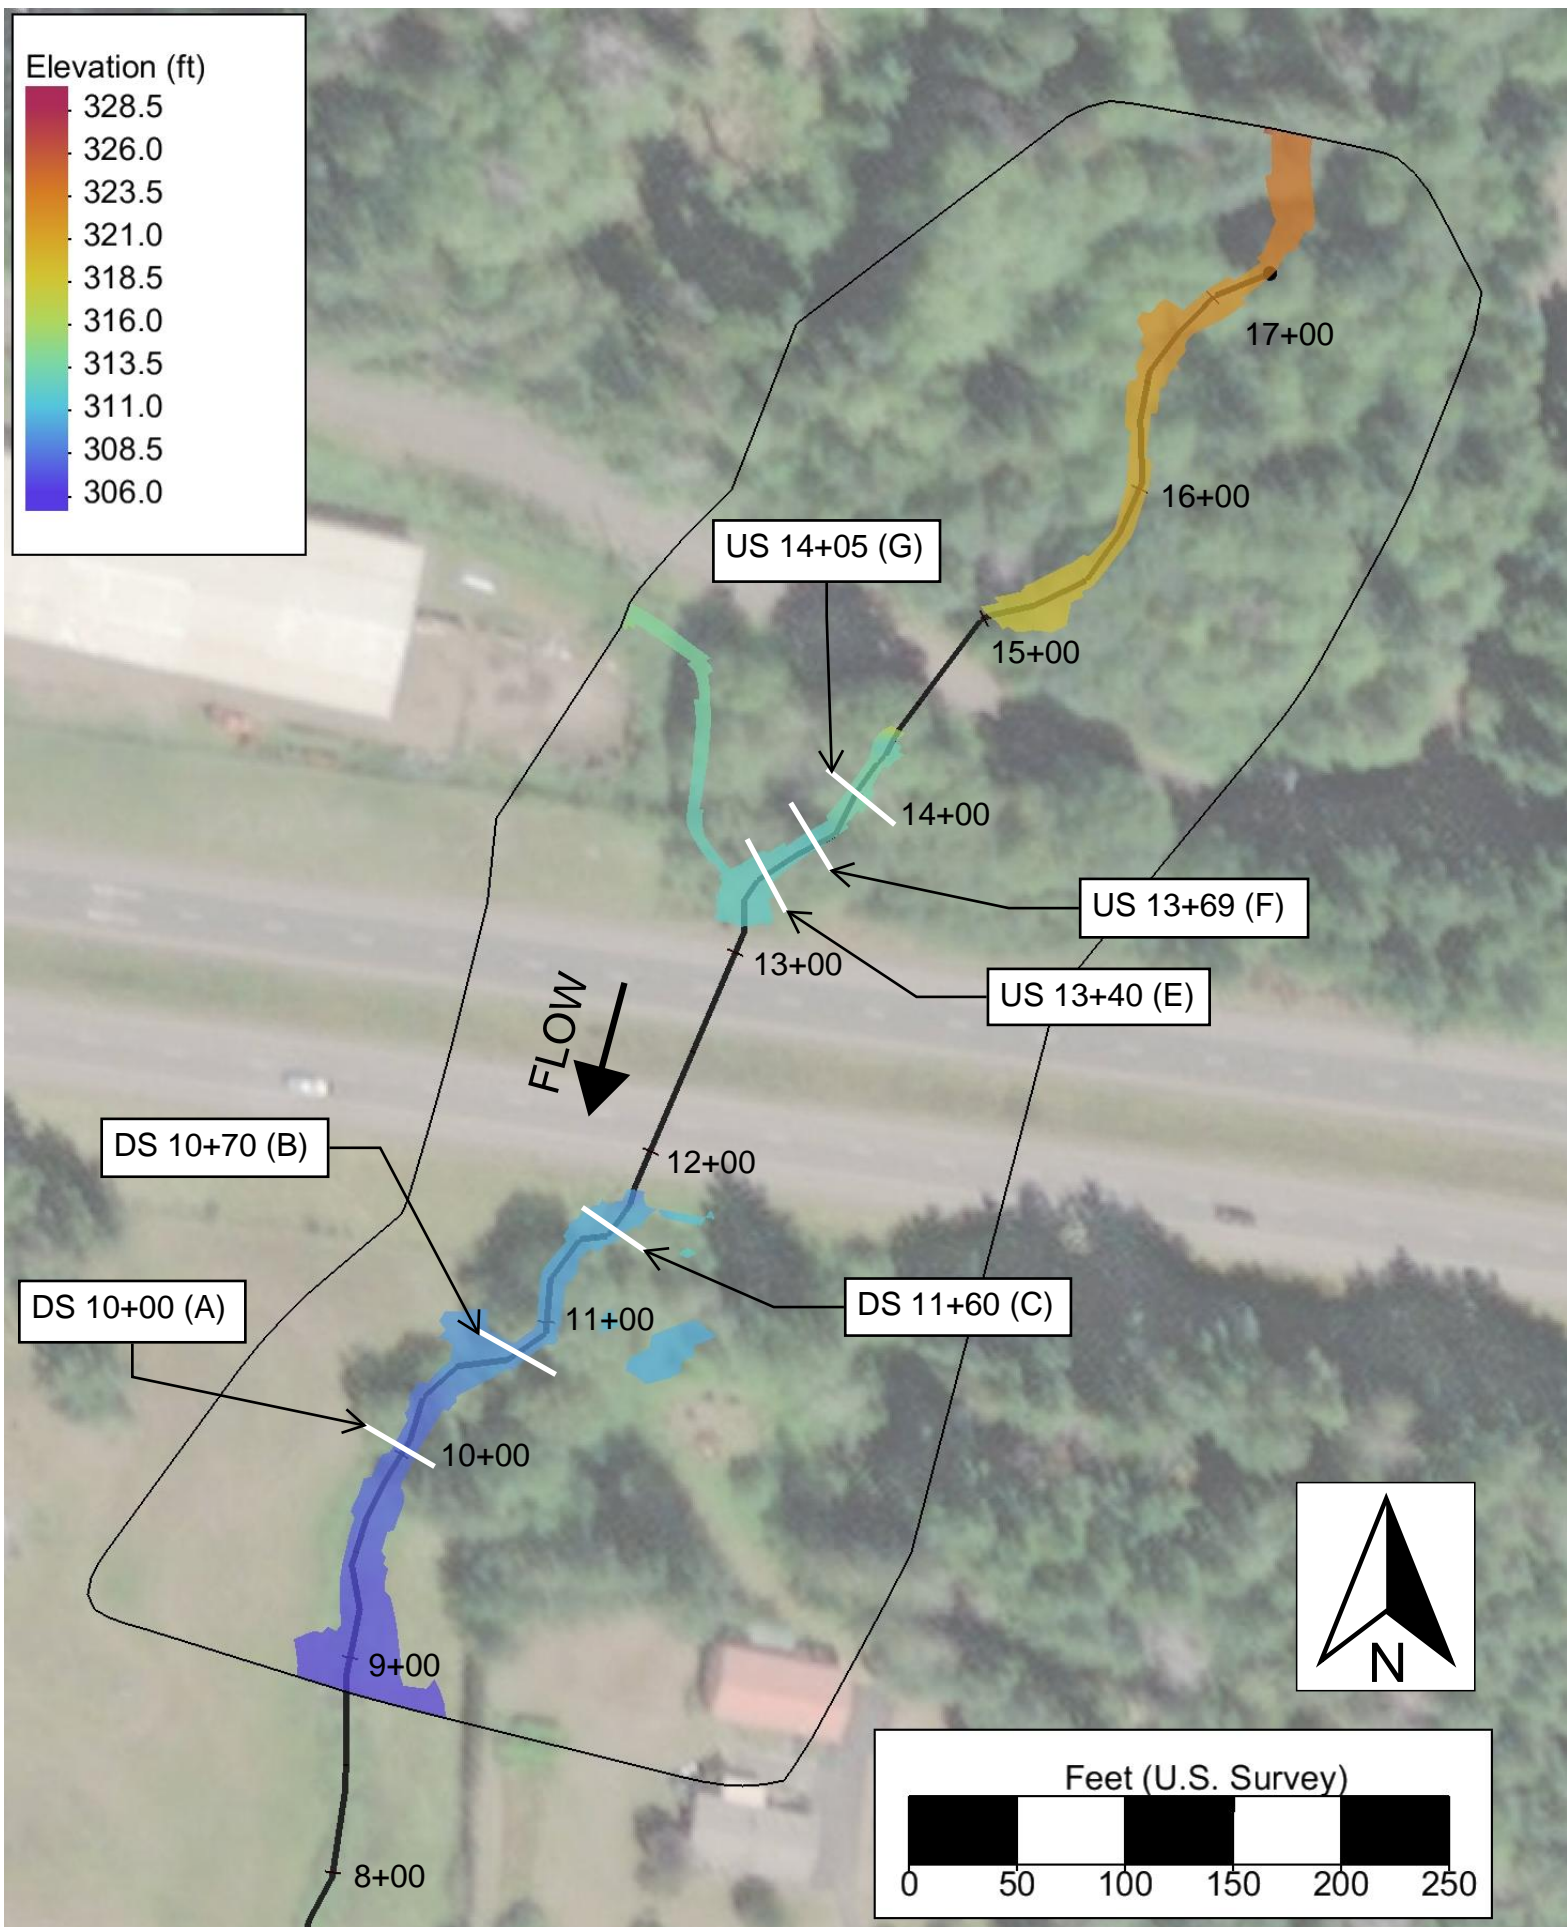 Elevation (ft)
328.5
326.0
323.5
321.0
318.5
316.0
313.5
311.0
308.5
306.0
17+00
16+00
US 14+05 (G)
15+00
14+00
US 13+69 (F)
13+00
US 13+40 (E)
FLOW
DS 10+70 (B)
12+00
DS 10+00 (A)
11+00
DS 11+60 (C)
10+00
N
9+00
Feet (U.S. Survey)
0 50 100 150 200 250
8+00